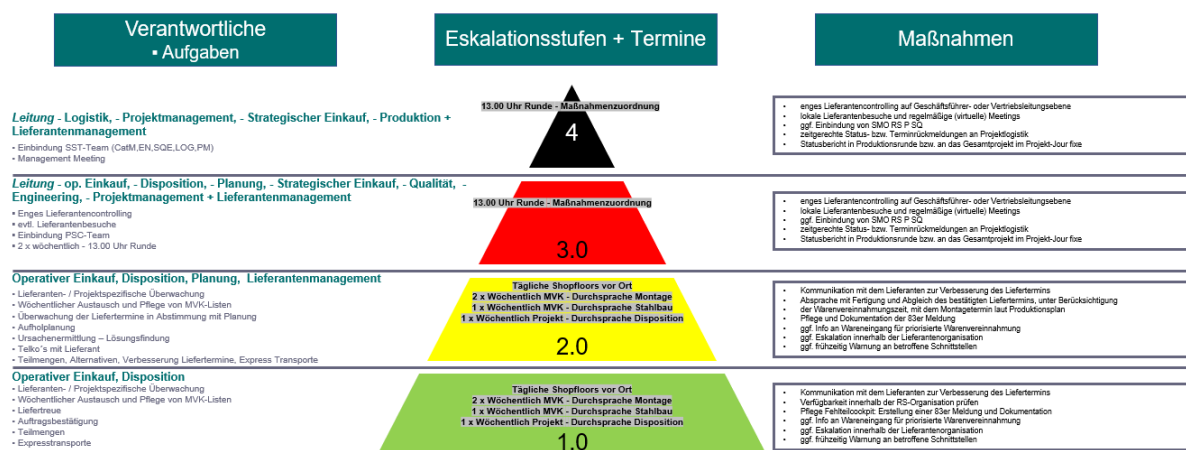 Verantwortliche
▪ Aufgaben
Eskalationsstufen + Termine
Maßnahmen
Leitung - Logistik, - Projektmanagement, - Strategischer Einkauf, - Produktion +
Lieferantenmanagement
▪ Einbindung SST-Team (CatM,EN,SQE,LOG,PM)
▪ Management Meeting
13.00 Uhr Runde - Maßnahmenzuordnung
4
• enges Lieferantencontrolling auf Geschäftsführer- oder Vertriebsleitungsebene
• lokale Lieferantenbesuche und regelmäßige (virtuelle) Meetings
• ggf. Einbindung von SMO RS P SQ
• zeitgerechte Status- bzw. Terminrückmeldungen an Projektlogistik
• Statusbericht in Produktionsrunde bzw. an das Gesamtprojekt im Projekt-Jour fixe
Leitung - op. Einkauf, - Disposition, - Planung, - Strategischer Einkauf, - Qualität, -
Engineering, - Projektmanagement + Lieferantenmanagement
▪ Enges Lieferantencontrolling
▪ evtl. Lieferantenbesuche
▪ Einbindung PSC-Team
▪ 2 x wöchentlich - 13.00 Uhr Runde
13.00 Uhr Runde - Maßnahmenzuordnung
3.0
• enges Lieferantencontrolling auf Geschäftsführer- oder Vertriebsleitungsebene
• lokale Lieferantenbesuche und regelmäßige (virtuelle) Meetings
• ggf. Einbindung von SMO RS P SQ
• zeitgerechte Status- bzw. Terminrückmeldungen an Projektlogistik
• Statusbericht in Produktionsrunde bzw. an das Gesamtprojekt im Projekt-Jour fixe
Operativer Einkauf, Disposition, Planung, Lieferantenmanagement
▪ Lieferanten- / Projektspezifische Überwachung
▪ Wöchentlicher Austausch und Pflege von MVK-Listen
▪ Überwachung der Liefertermine in Abstimmung mit Planung
▪ Aufholplanung
▪ Ursachenermittlung – Lösungsfindung
▪ Telko´s mit Lieferant
▪ Teilmengen, Alternativen, Verbesserung Liefertermine, Express Transporte
Tägliche Shopfloors vor Ort
2 x Wöchentlich MVK - Durchsprache Montage
1 x Wöchentlich MVK - Durchsprache Stahlbau
1 x Wöchentlich Projekt - Durchsprache Disposition
2.0
• Kommunikation mit dem Lieferanten zur Verbesserung des Liefertermins
• Absprache mit Fertigung und Abgleich des bestätigten Liefertermins, unter Berücksichtigung
• der Warenvereinnahmungszeit, mit dem Montagetermin laut Produktionsplan
• Pflege und Dokumentation der 83er Meldung
• ggf. Info an Wareneingang für priorisierte Warenvereinnahmung
• ggf. Eskalation innerhalb der Lieferantenorganisation
• ggf. frühzeitig Warnung an betroffene Schnittstellen
Operativer Einkauf, Disposition
▪ Lieferanten- / Projektspezifische Überwachung
▪ Wöchentlicher Austausch und Pflege von MVK-Listen
▪ Liefertreue
▪ Auftragsbestätigung
▪ Teilmengen
▪ Expresstransporte
Tägliche Shopfloors vor Ort
2 x Wöchentlich MVK - Durchsprache Montage
1 x Wöchentlich MVK - Durchsprache Stahlbau
1 x Wöchentlich Projekt - Durchsprache Disposition
1.0
• Kommunikation mit dem Lieferanten zur Verbesserung des Liefertermins
• Verfügbarkeit innerhalb der RS-Organisation prüfen
• Pflege Fehlteilcockpit: Erstellung einer 83er Meldung und Dokumentation
• ggf. Info an Wareneingang für priorisierte Warenvereinnahmung
• ggf. Eskalation innerhalb der Lieferantenorganisation
• ggf. frühzeitig Warnung an betroffene Schnittstellen